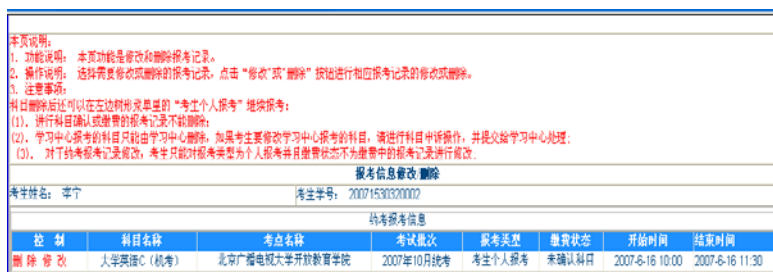 本页说明：
1. 功能说明： 本页功能是修改和删除报考记录。
2. 操作说明： 选择需要修改或删除的报考记录，点击“修改”或“删除”按钮进行相应报考记录的修改或删除。
3. 注意事项：
科目删除后还可以在左边树形菜单里的“考生个人报考”继续报考；
(1)、进行科目确认或缴费的报考记录不能删除；
(2)、学习中心报考的科目只能由学习中心删除，如果考生要修改学习中心报考的科目，请进行科目申诉操作，并提交给学习中心处理；
(3)、 对于统考报考记录修改，考生只能对报考类型为个人报考并且缴费状态不为缴费中的报考记录进行修改.
报考信息修改/删除
考生姓名： 李宁 考生学号： 20071530320002
统考报考信息
控 制 科目名称 考点名称 考试批次 报考类型 缴费状态 开始时间 结束时间
删除 修改 大学英语C（机考） 北京广播电视大学开放教育学院 2007年10月统考 考生个人报考 未确认科目 2007-6-16 10:00 2007-6-16 11:30